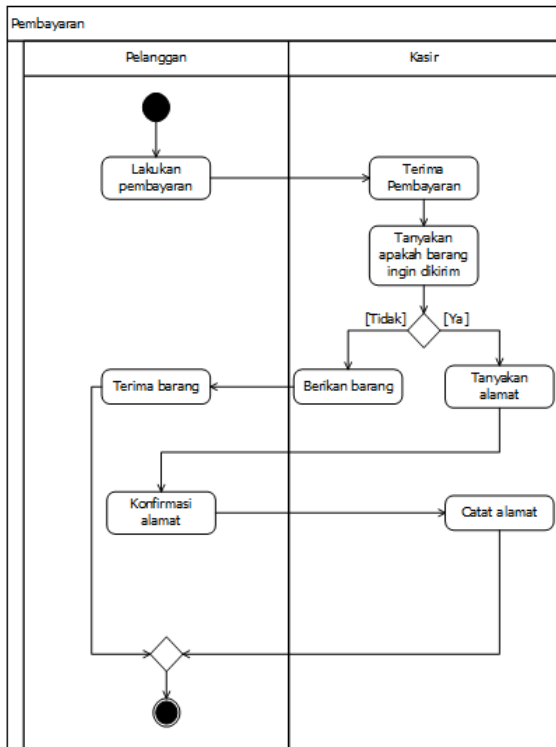 Pembayaran
Pelanggan
Kasir
Lakukan
pembayaran
Terima
Pembayaran
Tanyakan
apakah barang
ingin dikirim
[Tidak]
[Ya]
Terima barang
Berikan barang
Tanyakan
alamat
Konfirmasi
alamat
Catat alamat